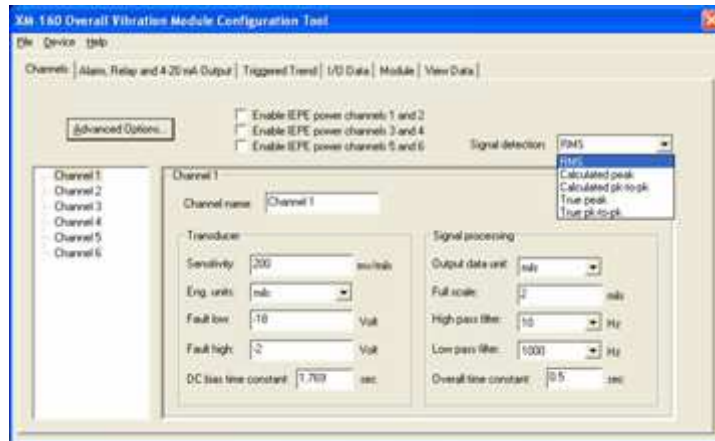 XM-160 Overall Vibration Module Configuration Tool
File Device Help
Channels Alarm, Relay and 4-20 mA Output Triggered Trend I/O Data Module View Data
Advanced Options...
Enable IEPE power channels 1 and 2
Enable IEPE power channels 3 and 4
Enable IEPE power channels 5 and 6
Signal detection: RMS
RMS
Calculated peak
Calculated pk-to-pk
True peak
True pk-to-pk
Channel 1
Channel 2
Channel 3
Channel 4
Channel 5
Channel 6
Channel 1
Channel name: Channel 1
Transducer
Sensitivity: 200 mv/mils
Eng. units: mils
Fault low: -18 Volt
Fault high: -2 Volt
DC bias time constant: 1.769 sec
Signal processing
Output data unit: mils
Full scale: 2 mils
High pass filter: 10 Hz
Low pass filter: 1000 Hz
Overall time constant: 0.5 sec